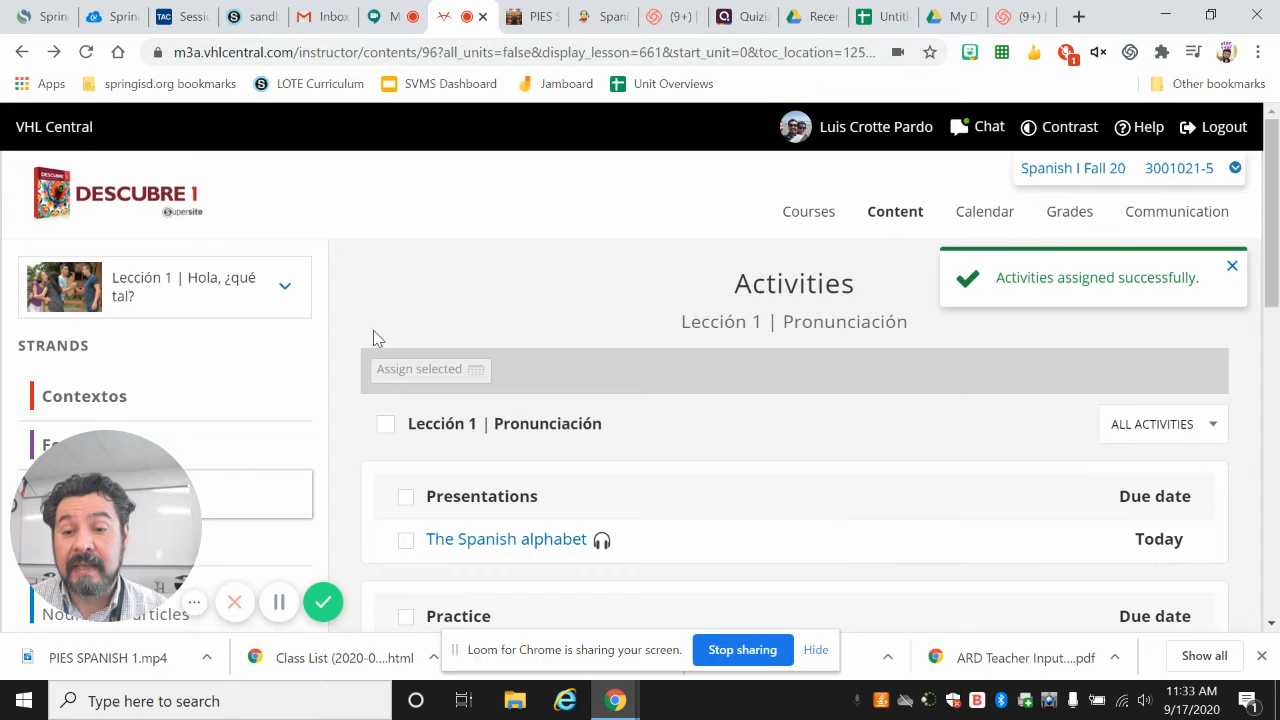 Sprin
Sessi
sandb
Inbox
M
PIES S
Spani
(9+)
Quizi
Recer
Untitl
My D
(9+)
m3a.vhlcentral.com/instructor/contents/96?all_units=false&display_lesson=661&start_unit=0&toc_location=125...
Apps
springisd.org bookmarks
LOTE Curriculum
SVMS Dashboard
Jamboard
Unit Overviews
Other bookmarks
VHL Central
Luis Crotte Pardo
Chat
Contrast
Help
Logout
DESCUBRE 1
Supersite
Spanish I Fall 20 3001021-5
Courses
Content
Calendar
Grades
Communication
Lección 1 | Hola, ¿qué
tal?
Activities
Activities assigned successfully.
Lección 1 | Pronunciación
STRANDS
Assign selected
Contextos
Lección 1 | Pronunciación
ALL ACTIVITIES
Presentations
Due date
The Spanish alphabet
Today
articles
Practice
Due date
PIES SPANISH 1.mp4
Class List (2020-0....html
Loom for Chrome is sharing your screen.
Stop sharing
Hide
ARD Teacher Input....pdf
Show all
Type here to search
11:33 AM
9/17/2020